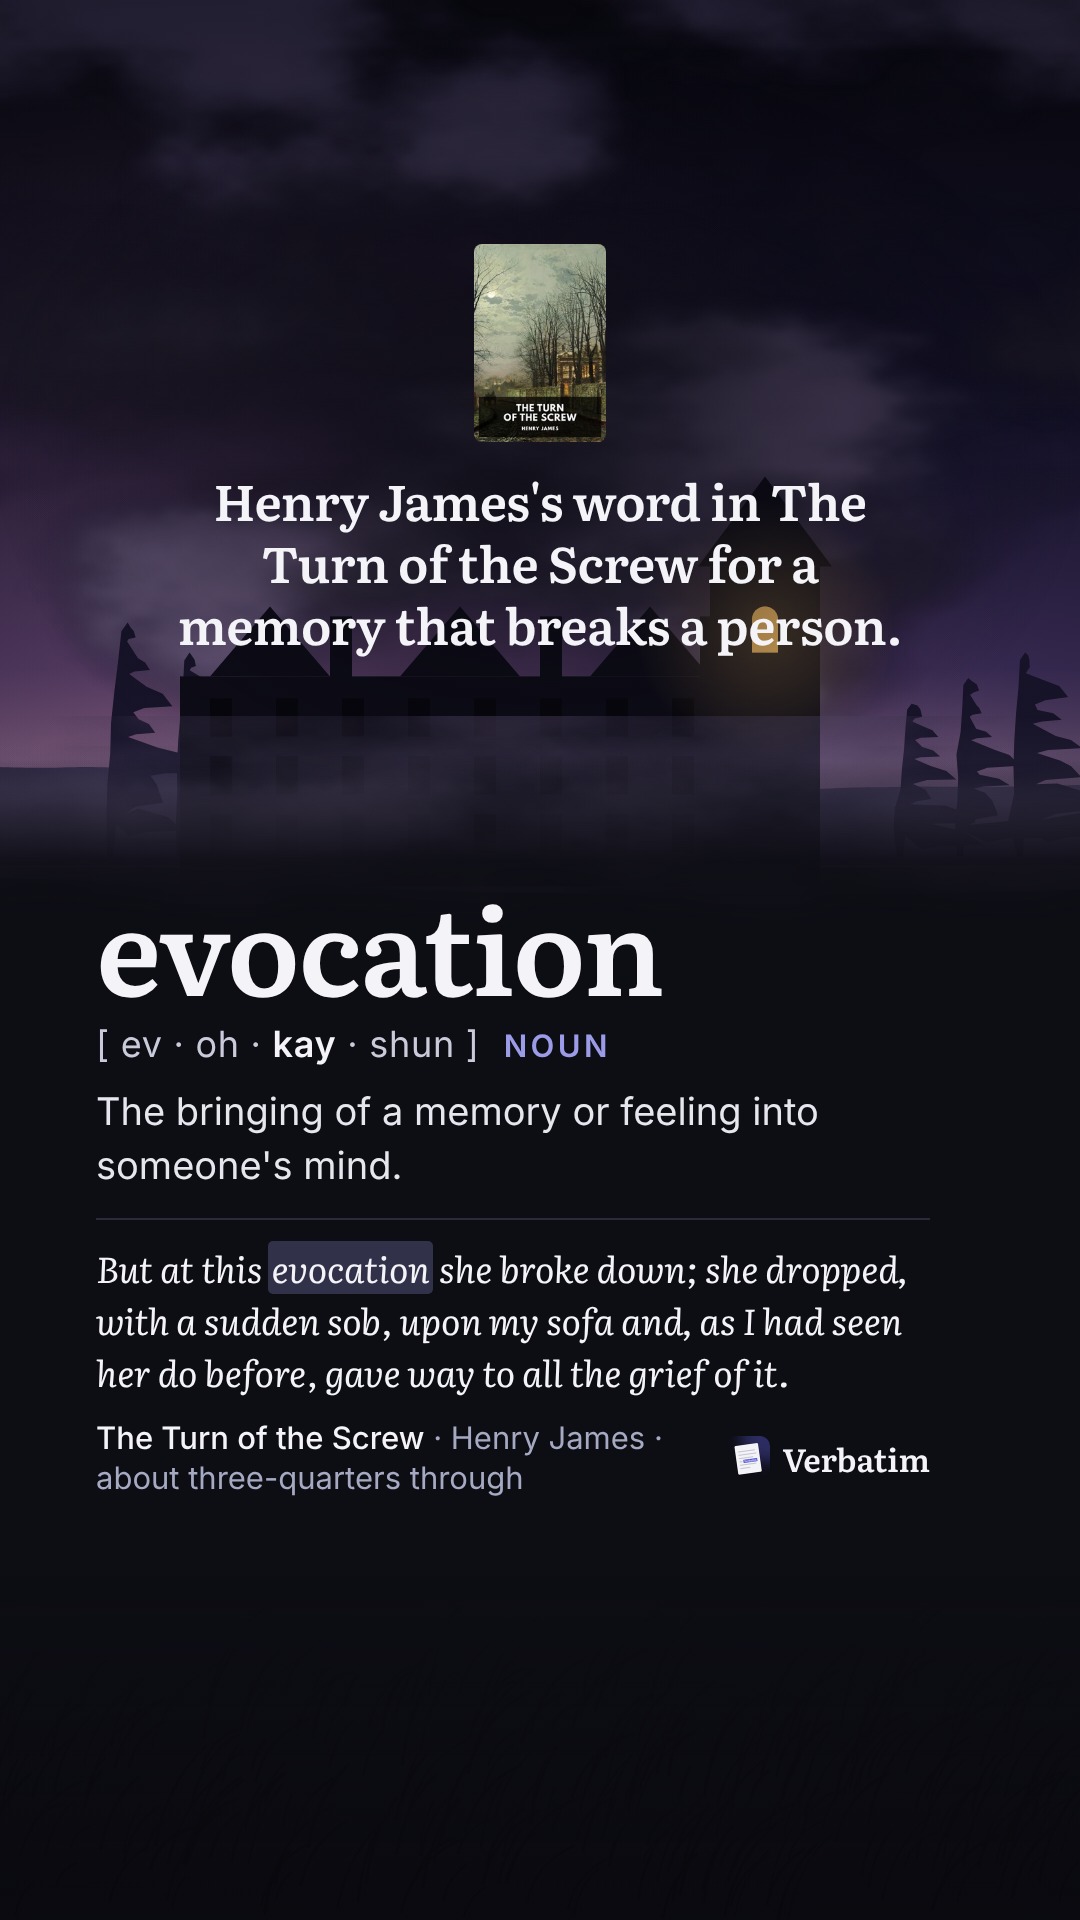 THE TURN
OF THE SCREW
HENRY JAMES
Henry James's word in The
Turn of the Screw for a
memory that breaks a person.
evocation
[ ev · oh · kay · shun ] NOUN
The bringing of a memory or feeling into
someone's mind.
But at this evocation she broke down; she dropped,
with a sudden sob, upon my sofa and, as I had seen
her do before, gave way to all the grief of it.
The Turn of the Screw · Henry James ·
about three-quarters through
Verbatim